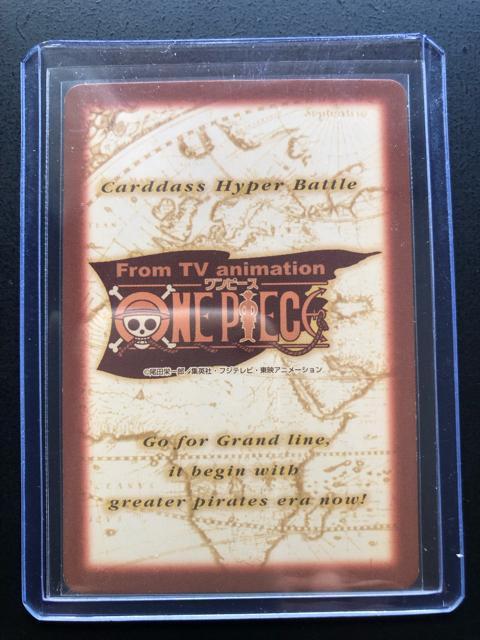 Carddass Hyper Battle
From TV animation
ワンピース
ONE PIECE
©尾田栄一郎/集英社・フジテレビ・東映アニメーション
Go for Grand line,
it begin with
greater pirates era now!